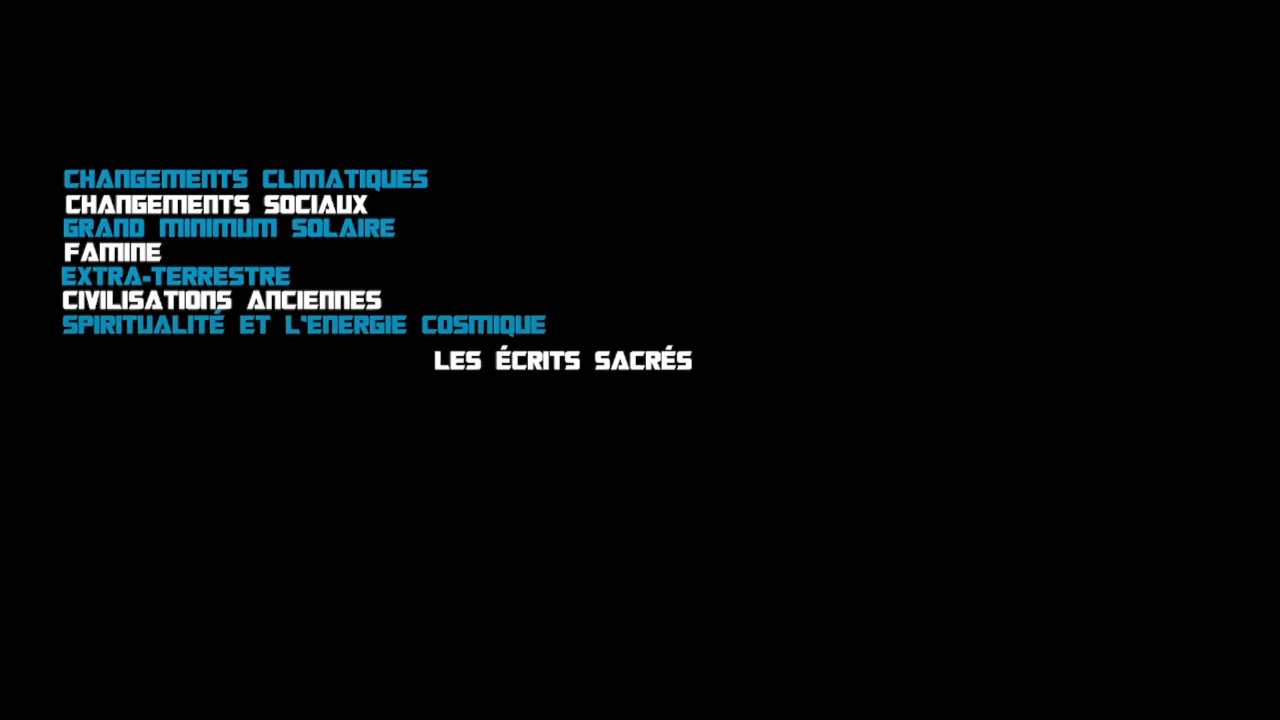 CHANGEMENTS CLIMATIQUES
CHANGEMENTS SOCIAUX
GRAND MINIMUM SOLAIRE
FAMINE
EXTRA-TERRESTRE
CIVILISATIONS ANCIENNES
SPIRITUALITÉ ET L'ENERGIE COSMIQUE
LES ÉCRITS SACRÉS